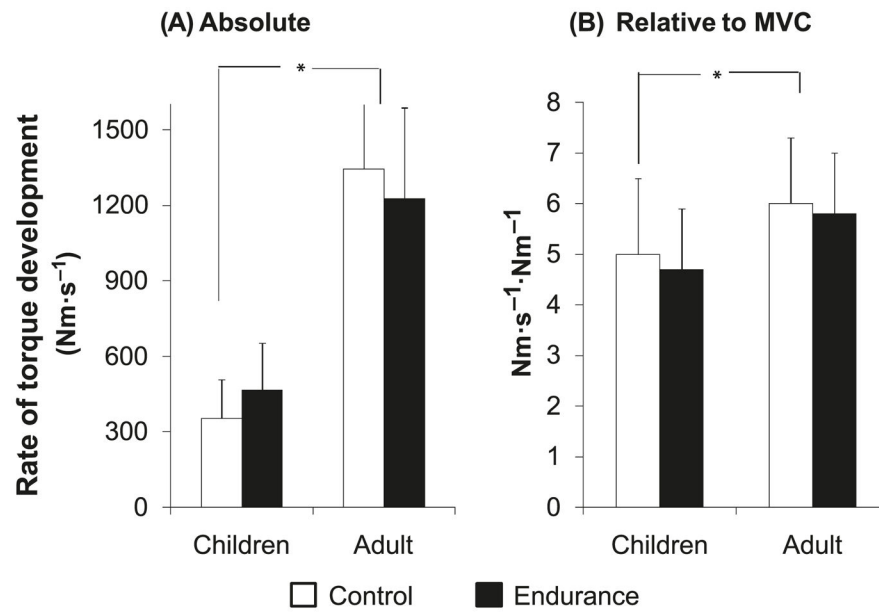 (A) Absolute
(B) Relative to MVC
Rate of torque development
(Nm·s⁻¹)
*
1500
1200
900
600
300
0
Children Adult
Nm·s⁻¹·Nm⁻¹
*
8
7
6
5
4
3
2
1
0
Children Adult
Control Endurance